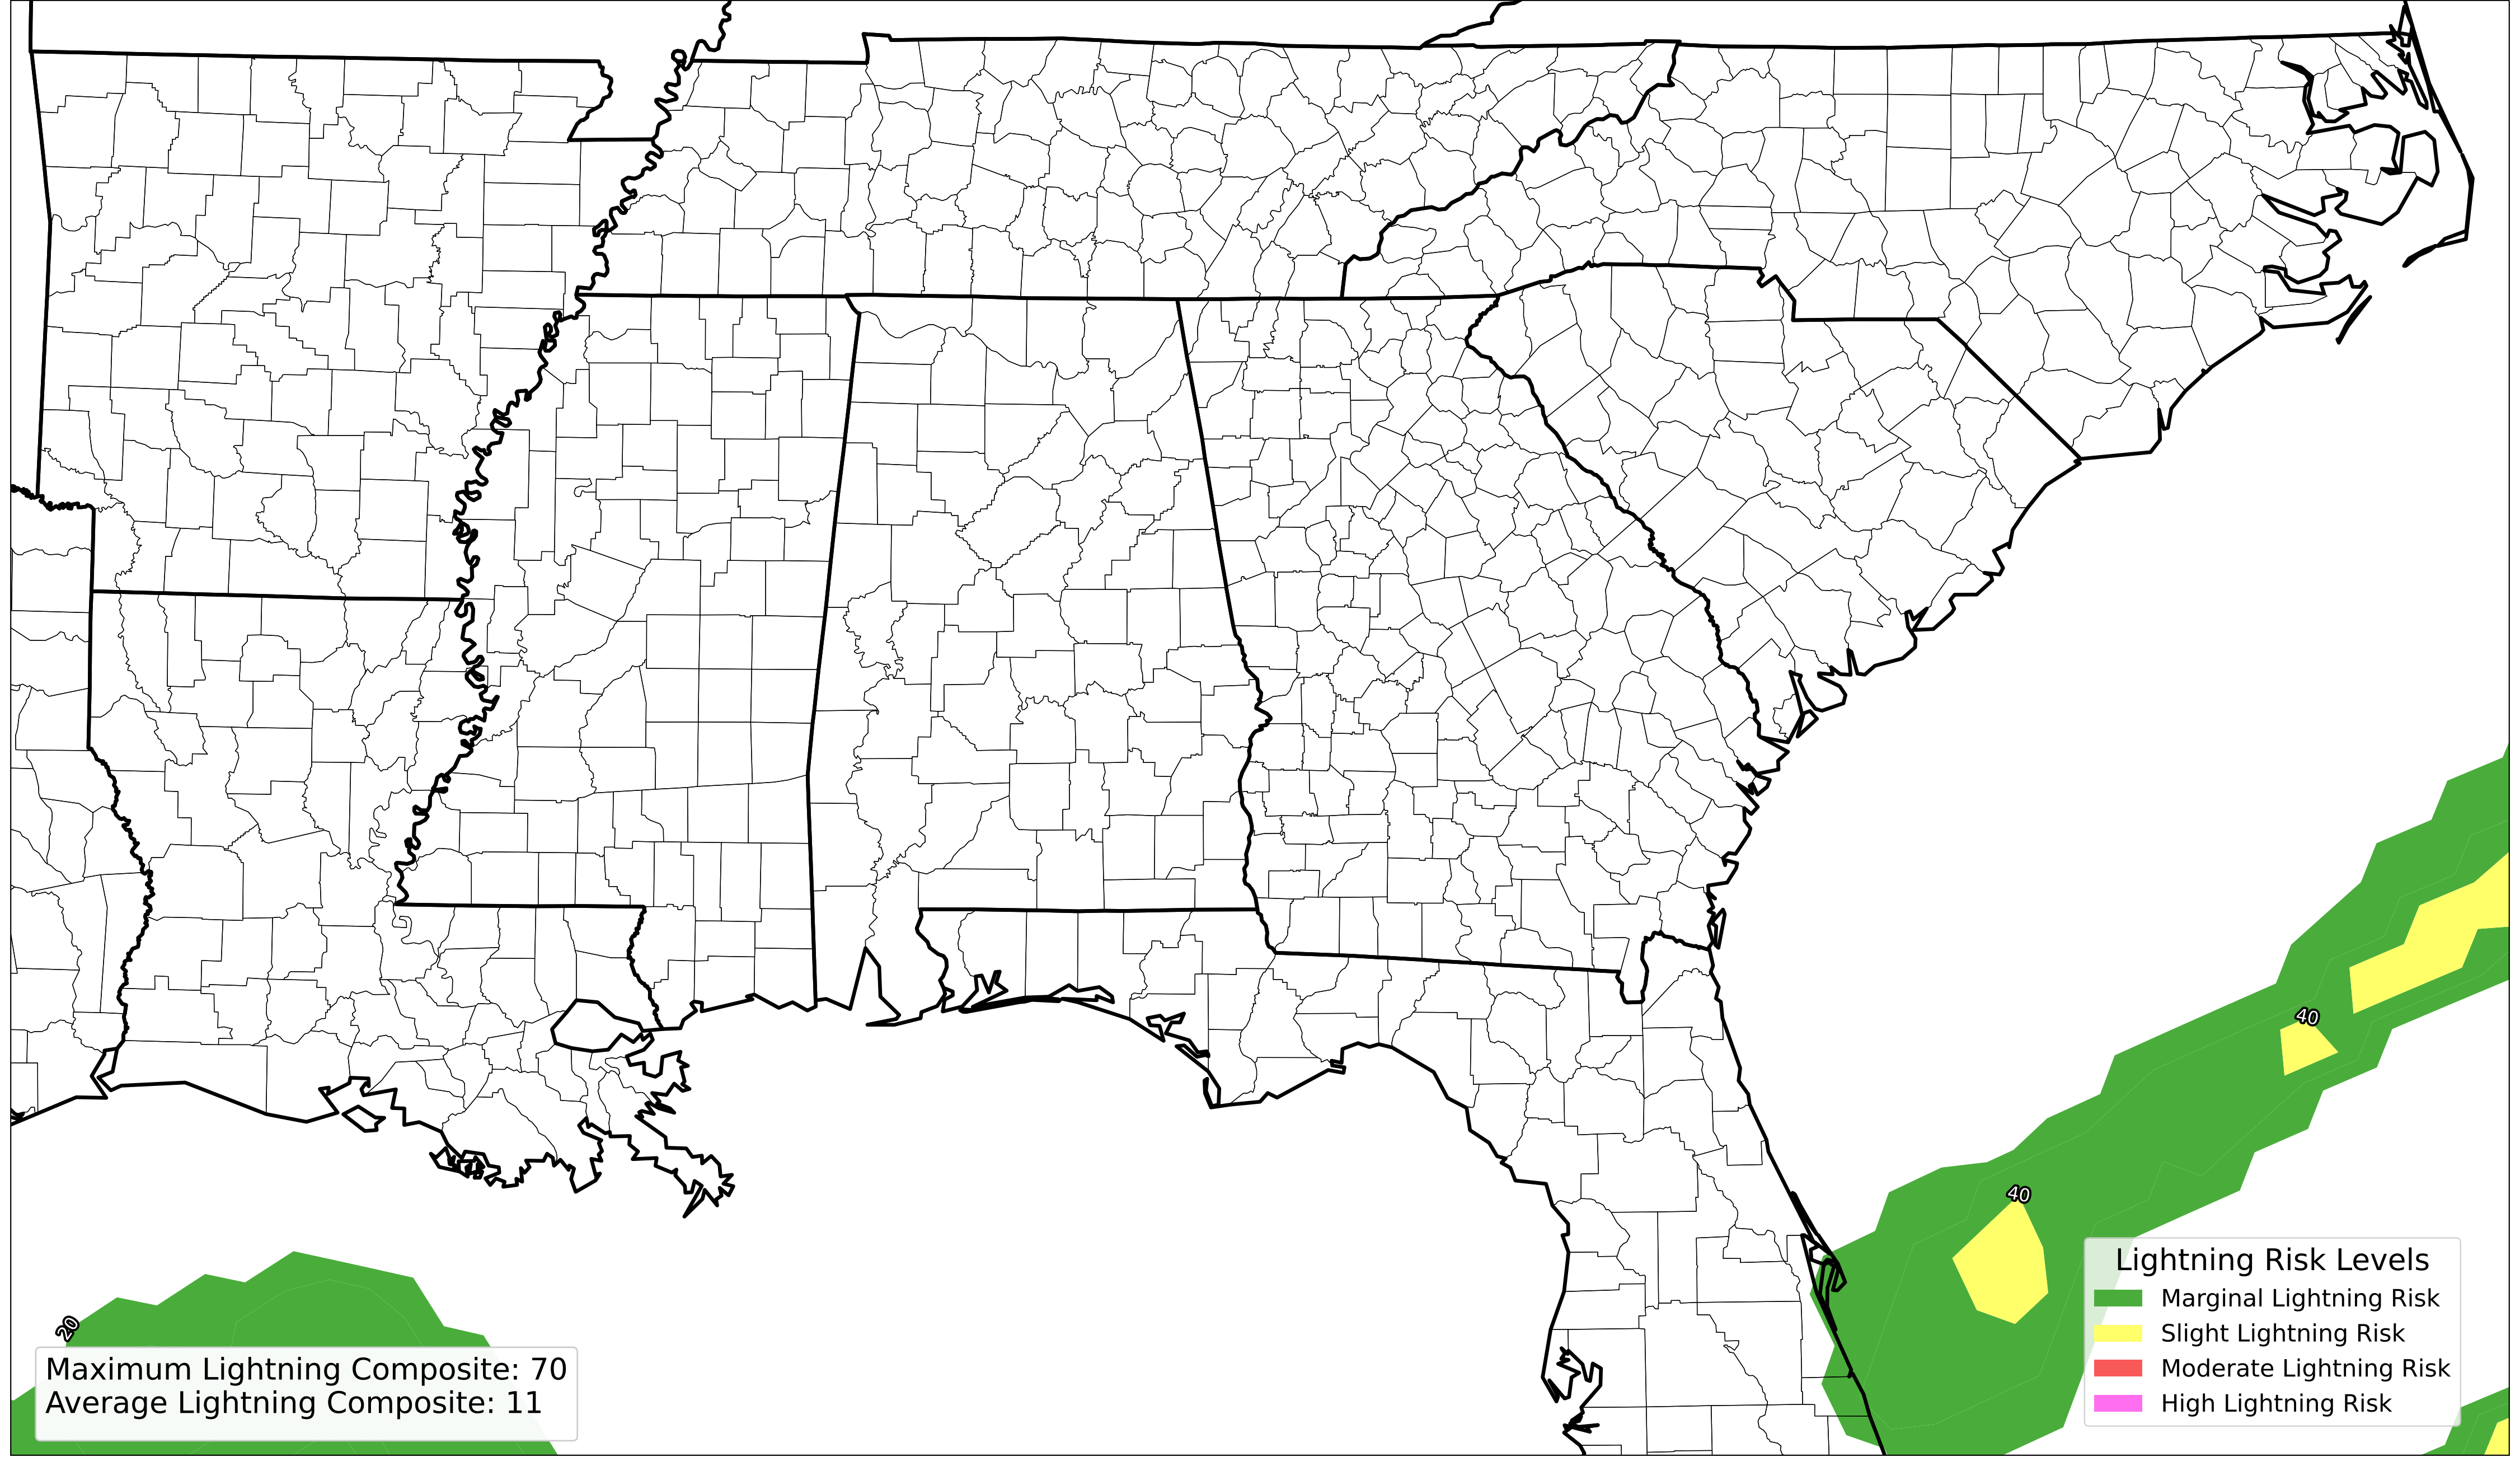 40
40
20
Maximum Lightning Composite: 70
Average Lightning Composite: 11
Lightning Risk Levels
Marginal Lightning Risk
Slight Lightning Risk
Moderate Lightning Risk
High Lightning Risk